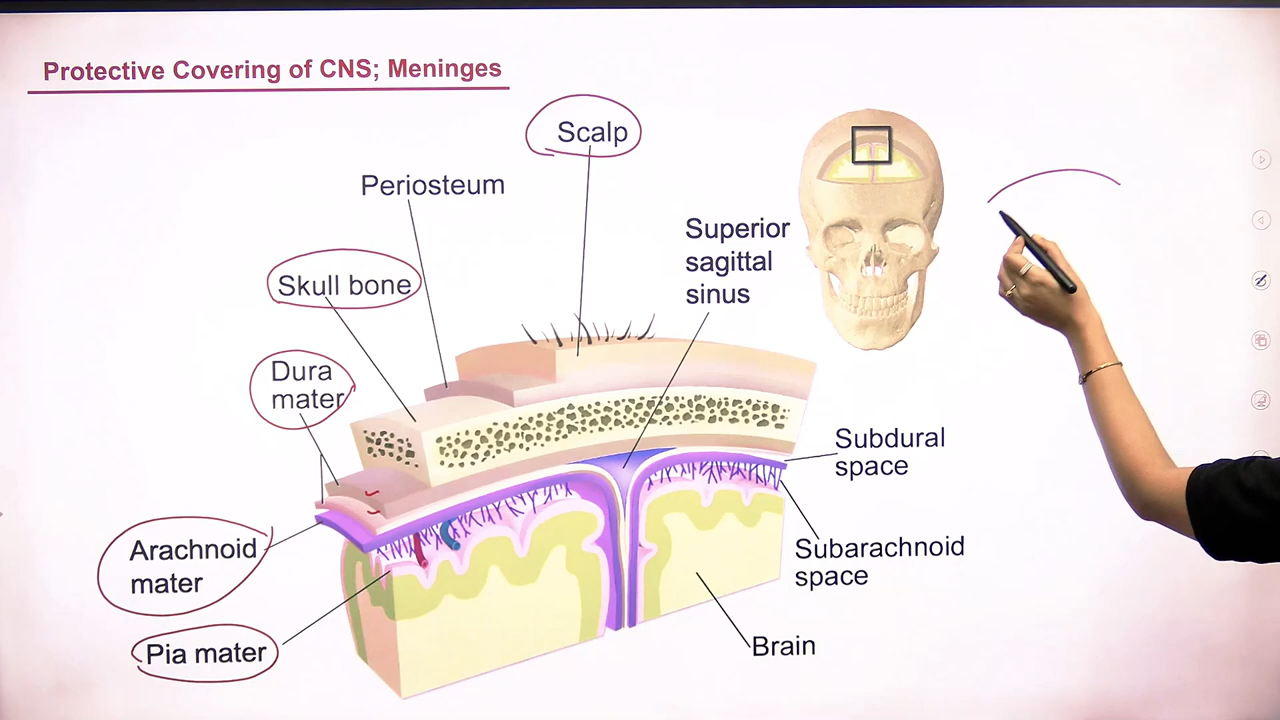 Protective Covering of CNS; Meninges
Scalp
Periosteum
Superior
sagittal
sinus
Skull bone
Dura
mater
Subdural
space
Arachnoid
mater
Subarachnoid
space
Pia mater
Brain